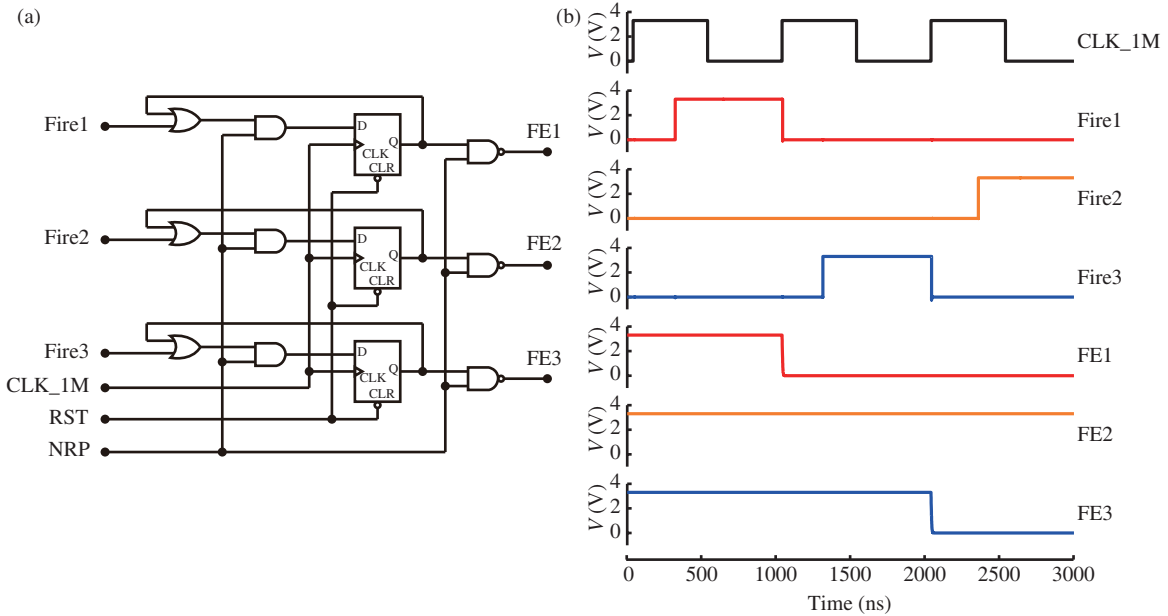 (a)
Fire1
D
Q
CLK
CLR
FE1
Fire2
D
Q
CLK
CLR
FE2
Fire3
D
Q
CLK
CLR
FE3
CLK_1M
RST
NRP
(b)
V (V)
4
2
0
CLK_1M
V (V)
4
2
0
Fire1
V (V)
4
2
0
Fire2
V (V)
4
2
0
Fire3
V (V)
4
2
0
FE1
V (V)
4
2
0
FE2
V (V)
4
2
0
FE3
0 500 1000 1500 2000 2500 3000
Time (ns)